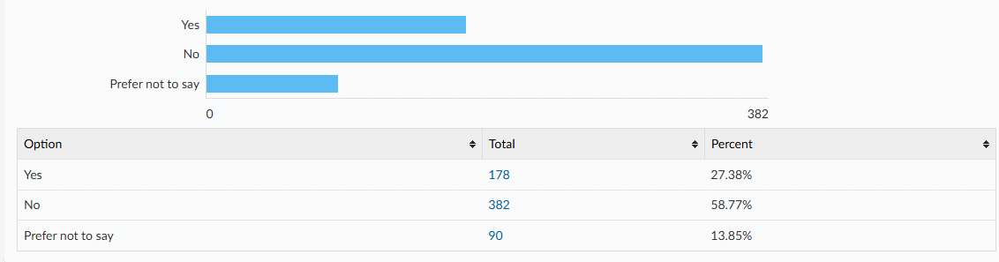 Yes
No
Prefer not to say
0 382
Option Total Percent
Yes 178 27.38%
No 382 58.77%
Prefer not to say 90 13.85%